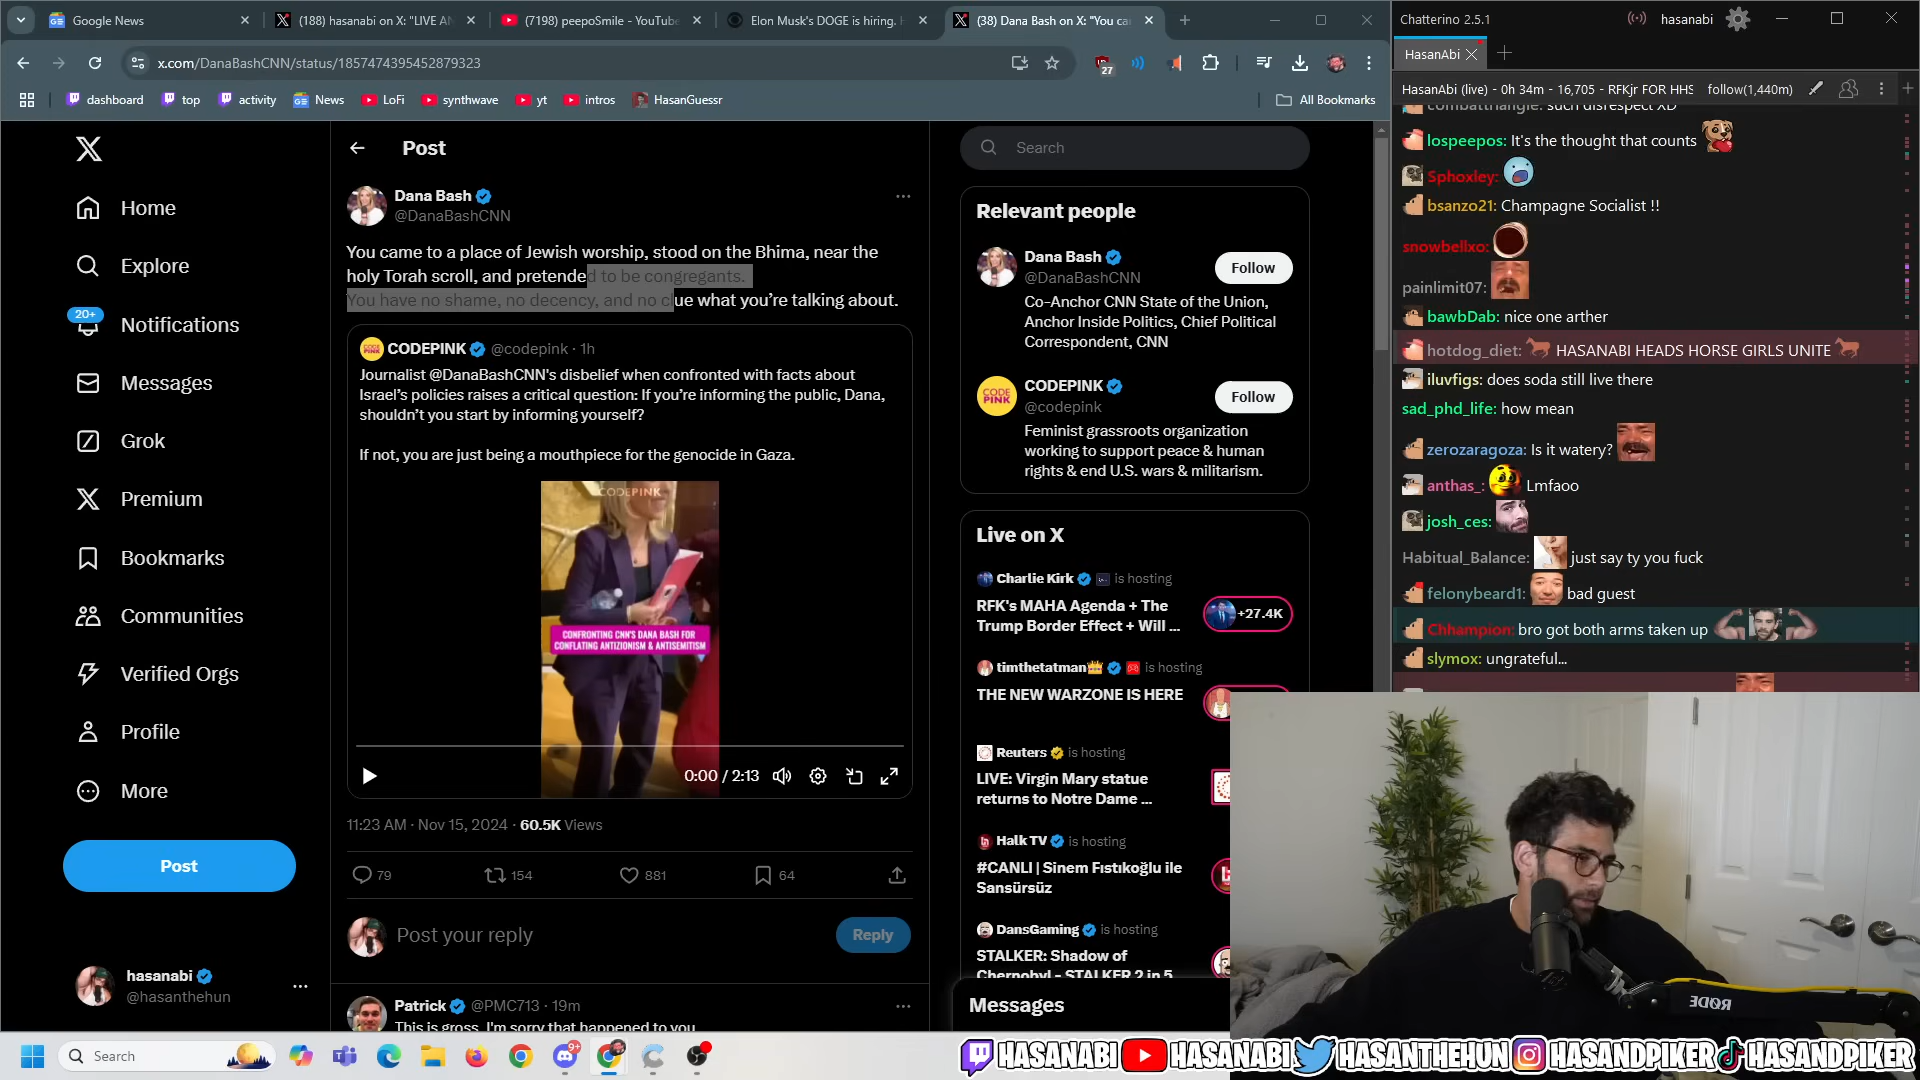 Google News
(188) hasanabi on X: "LIVE AN
(7198) peepoSmile - YouTube
Elon Musk's DOGE is hiring. H
(38) Dana Bash on X: "You ca
x.com/DanaBashCNN/status/1857474395452879323
27
dashboard
top
activity
News
LoFi
synthwave
yt
intros
HasanGuessr
All Bookmarks
Home
Explore
20+
Notifications
Messages
Grok
Premium
Bookmarks
Communities
Verified Orgs
Profile
More
Post
hasanabi
@hasanthehun
Post
Dana Bash
@DanaBashCNN
You came to a place of Jewish worship, stood on the Bhima, near the
holy Torah scroll, and pretended to be congregants.
You have no shame, no decency, and no clue what you're talking about.
CODEPINK @codepink · 1h
Journalist @DanaBashCNN's disbelief when confronted with facts about
Israel's policies raises a critical question: If you're informing the public, Dana,
shouldn't you start by informing yourself?
If not, you are just being a mouthpiece for the genocide in Gaza.
CODEPINK
CONFRONTING CNN'S DANA BASH FOR
CONFLATING ANTIZIONISM & ANTISEMITISM
0:00 / 2:13
11:23 AM · Nov 15, 2024 · 60.5K Views
79
154
881
64
Post your reply
Reply
Patrick @PMC713 · 19m
This is gross. I'm sorry that happened to you
Search
Relevant people
Dana Bash
@DanaBashCNN
Follow
Co-Anchor CNN State of the Union,
Anchor Inside Politics, Chief Political
Correspondent, CNN
CODEPINK
@codepink
Follow
Feminist grassroots organization
working to support peace & human
rights & end U.S. wars & militarism.
Live on X
Charlie Kirk is hosting
RFK's MAHA Agenda + The
Trump Border Effect + Will ...
+27.4K
timthetatman is hosting
THE NEW WARZONE IS HERE
Reuters is hosting
LIVE: Virgin Mary statue
returns to Notre Dame ...
Halk TV is hosting
#CANLI | Sinem Fıstıkoğlu ile
Sansürsüz
DansGaming is hosting
STALKER: Shadow of
Chernobyl - STALKER 2 in 5
Messages
Chatterino 2.5.1
hasanabi
HasanAbi
HasanAbi (live) - 0h 34m - 16,705 - RFKjr FOR HHS
follow(1,440m)
combattriangle: such disrespect XD
lospeepos: It's the thought that counts
Sphoxley:
bsanzo21: Champagne Socialist !!
snowbellxo:
painlimit07:
bawbDab: nice one arther
hotdog_diet: HASANABI HEADS HORSE GIRLS UNITE
iluvfigs: does soda still live there
sad_phd_life: how mean
zerozaragoza: Is it watery?
anthas_: Lmfaoo
josh_ces:
Habitual_Balance: just say ty you fuck
felonybeard1: bad guest
Chhampion: bro got both arms taken up
slymox: ungrateful...
RØDE
Search
9+
HASANABI HASANABI HASANTHEHUN HASANDPIKER HASANDPIKER